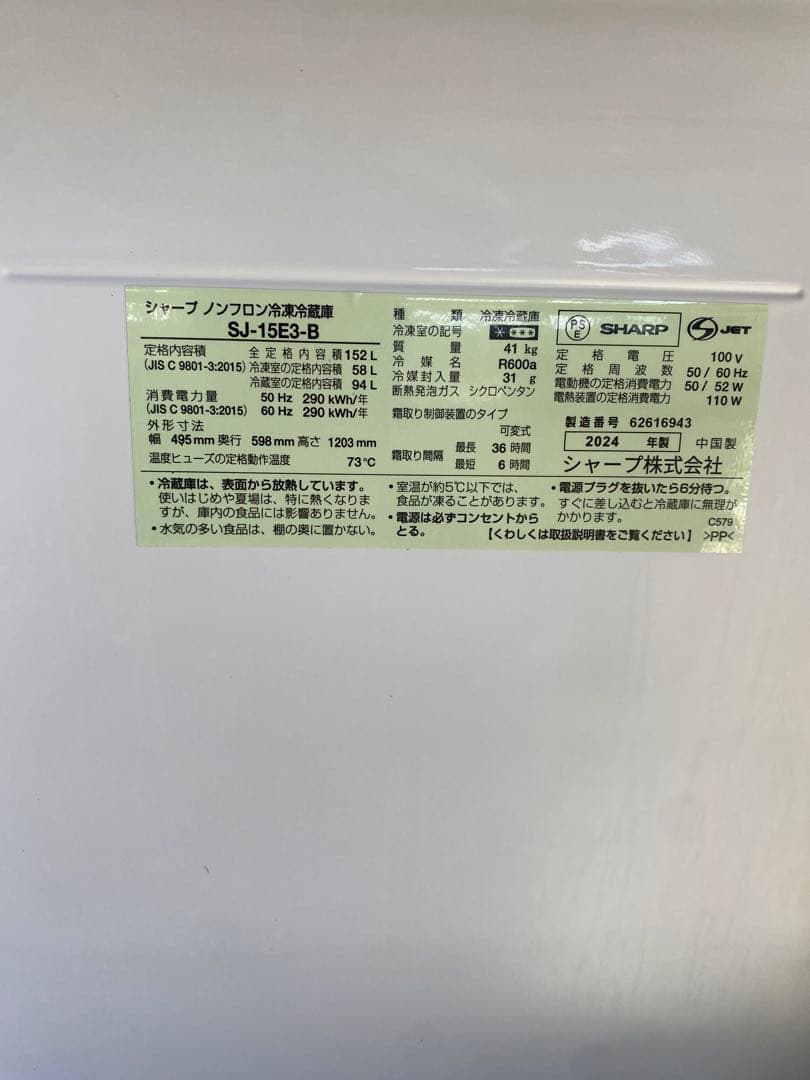 シャープ ノンフロン冷凍冷蔵庫
SJ-15E3-B
定格内容積 全定格内容積 152 L
(JIS C 9801-3:2015) 冷凍室の定格内容積 58 L
冷蔵室の定格内容積 94 L
消費電力量 50 Hz 290 kWh/年
(JIS C 9801-3:2015) 60 Hz 290 kWh/年
外形寸法
幅 495 mm 奥行 598 mm 高さ 1203 mm
温度ヒューズの定格動作温度 73℃
種類 冷凍冷蔵庫
冷凍室の記号 * ***
質量 41 kg
冷媒名 R600a
冷媒封入量 31 g
断熱発泡ガス シクロペンタン
霜取り制御装置のタイプ
可変式
霜取り間隔 最長 36 時間
最短 6 時間
PSE SHARP S JET
定格電圧 100 V
定格周波数 50 / 60 Hz
電動機の定格消費電力 50 / 52 W
電熱装置の定格消費電力 110 W
製造番号 62616943
2024 年製 中国製
シャープ株式会社
・冷蔵庫は、表面から放熱しています。
使いはじめや夏場は、特に熱くなりま
すが、庫内の食品には影響ありません。
・水気の多い食品は、棚の奥に置かない。
・室温が約5℃以下では、
食品が凍ることがあります。
・電源は必ずコンセントから
とる。
・電源プラグを抜いたら6分待つ。
すぐに差し込むと冷蔵庫に無理が
かかります。
C579
【くわしくは取扱説明書をご覧ください】 >PP<